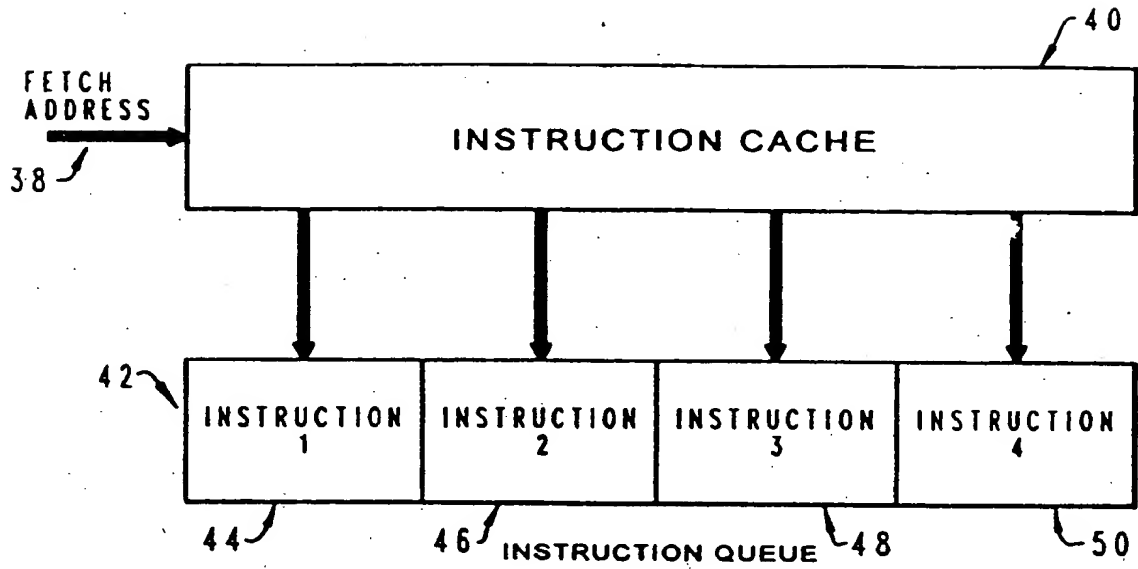 40
FETCH
ADDRESS
INSTRUCTION CACHE
38
42
INSTRUCTION INSTRUCTION INSTRUCTION INSTRUCTION
1 2 3 4
44 46 48 50
INSTRUCTION QUEUE